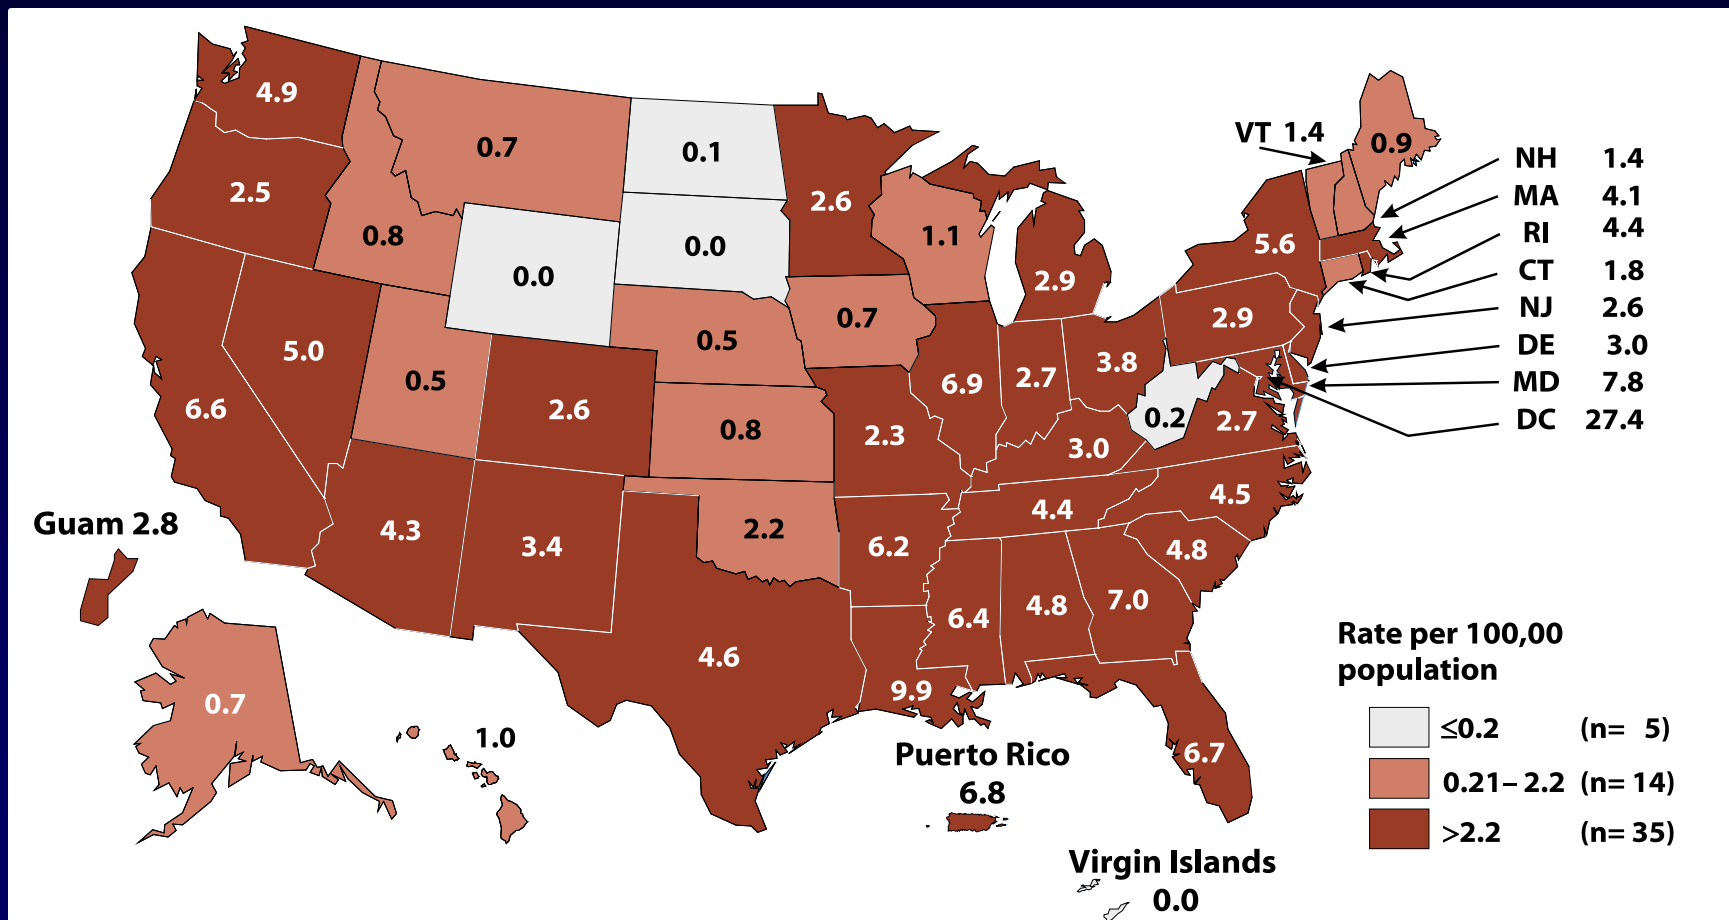 4.9
0.7
0.1
2.6
VT 1.4
0.9
NH 1.4
MA 4.1
RI 4.4
CT 1.8
NJ 2.6
DE 3.0
MD 7.8
DC 27.4
2.5
0.8
0.0
0.0
1.1
2.9
5.6
5.0
0.5
0.7
2.9
6.6
0.5
2.6
0.8
2.3
6.9
2.7
3.8
0.2
2.7
3.0
4.3
3.4
2.2
6.2
4.4
4.5
4.8
Guam 2.8
4.6
6.4
4.8
7.0
9.9
6.7
0.7
1.0
Puerto Rico
6.8
Virgin Islands
0.0
Rate per 100,00
population
≤0.2 (n= 5)
0.21– 2.2 (n= 14)
>2.2 (n= 35)